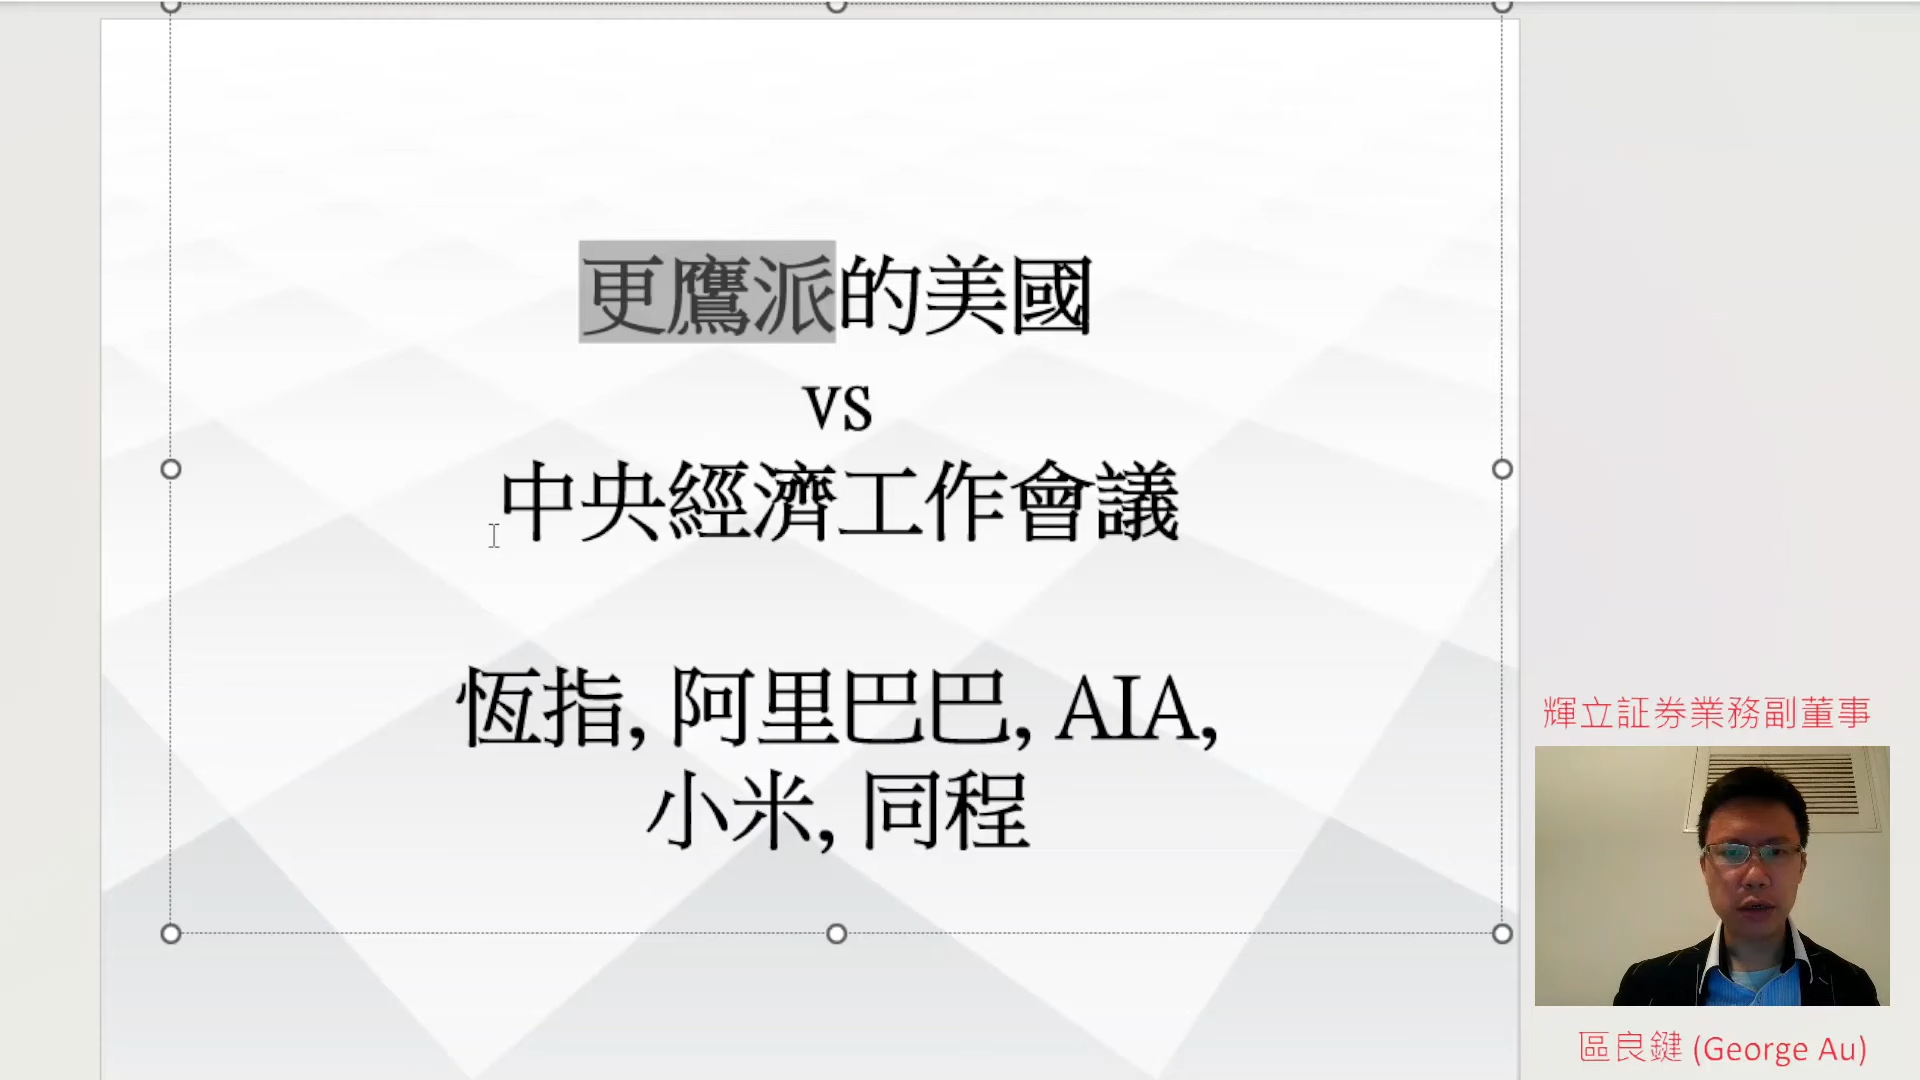 更鷹派的美國
vs
中央經濟工作會議
恆指, 阿里巴巴, AIA,
小米, 同程
輝立証券業務副董事
區良鍵 (George Au)